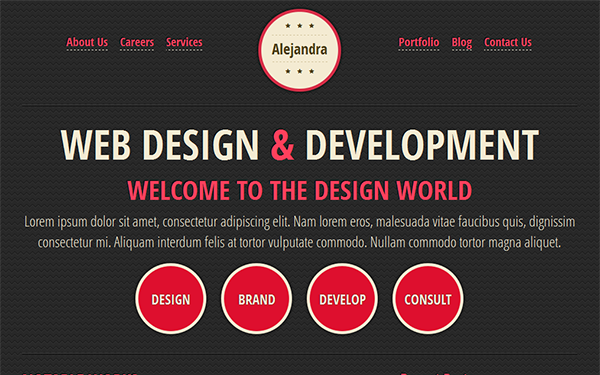 About Us Careers Services
Alejandra
Portfolio Blog Contact Us
WEB DESIGN & DEVELOPMENT
WELCOME TO THE DESIGN WORLD
Lorem ipsum dolor sit amet, consectetur adipiscing elit. Nam lorem eros, malesuada vitae faucibus quis, dignissim
consectetur mi. Aliquam interdum felis at tortor vulputate commodo. Nullam commodo tortor magna aliquet.
DESIGN BRAND DEVELOP CONSULT